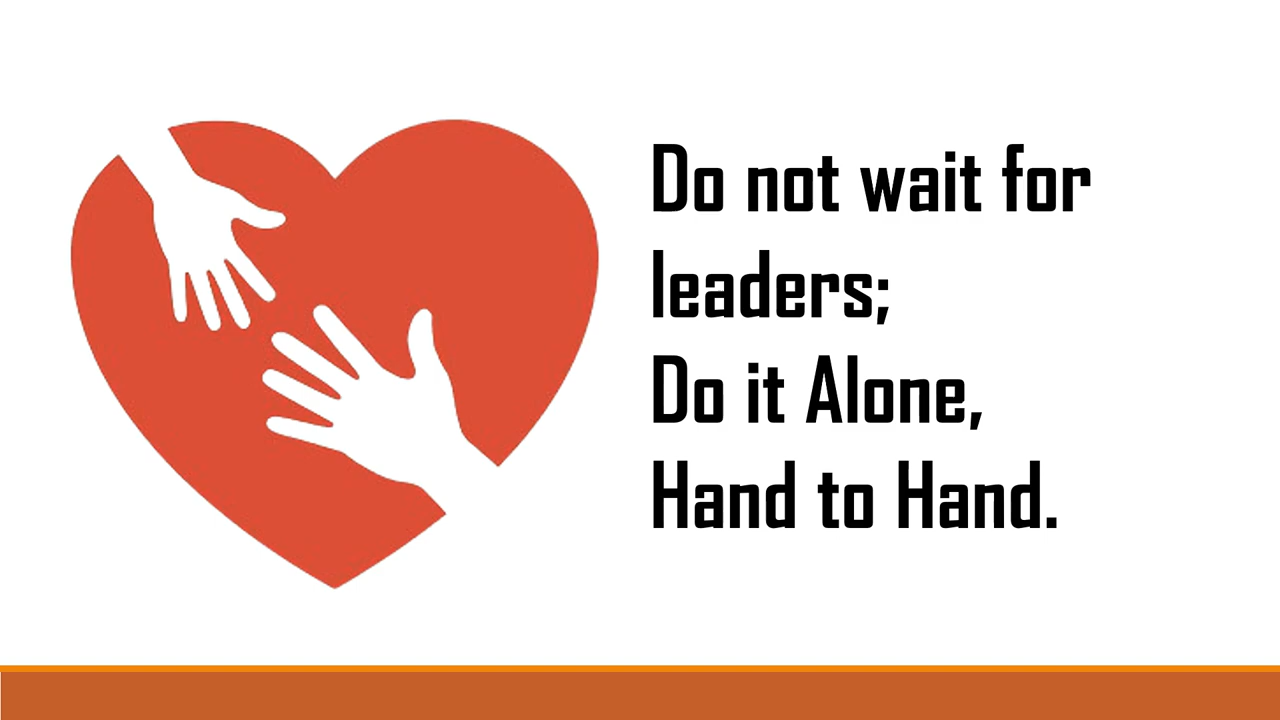 Do not wait for
leaders;
Do it Alone,
Hand to Hand.